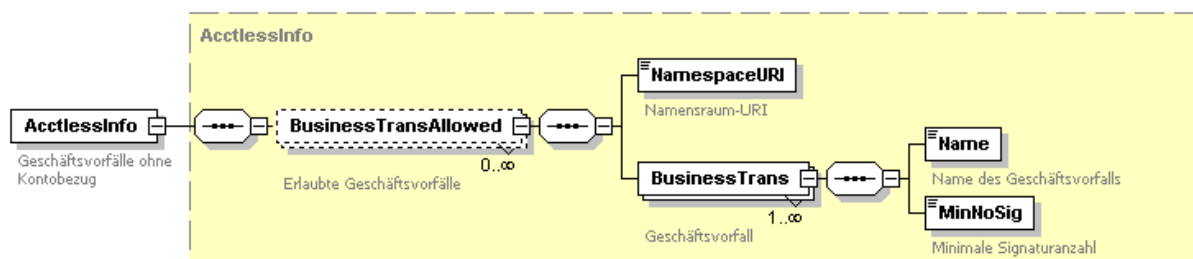 AcctlessInfo
AcctlessInfo
Geschäftsvorfälle ohne
Kontobezug
BusinessTransAllowed
0..∞
Erlaubte Geschäftsvorfälle
NamespaceURI
Namensraum-URI
BusinessTrans
1..∞
Geschäftsvorfall
Name
Name des Geschäftsvorfalls
MinNoSig
Minimale Signaturanzahl